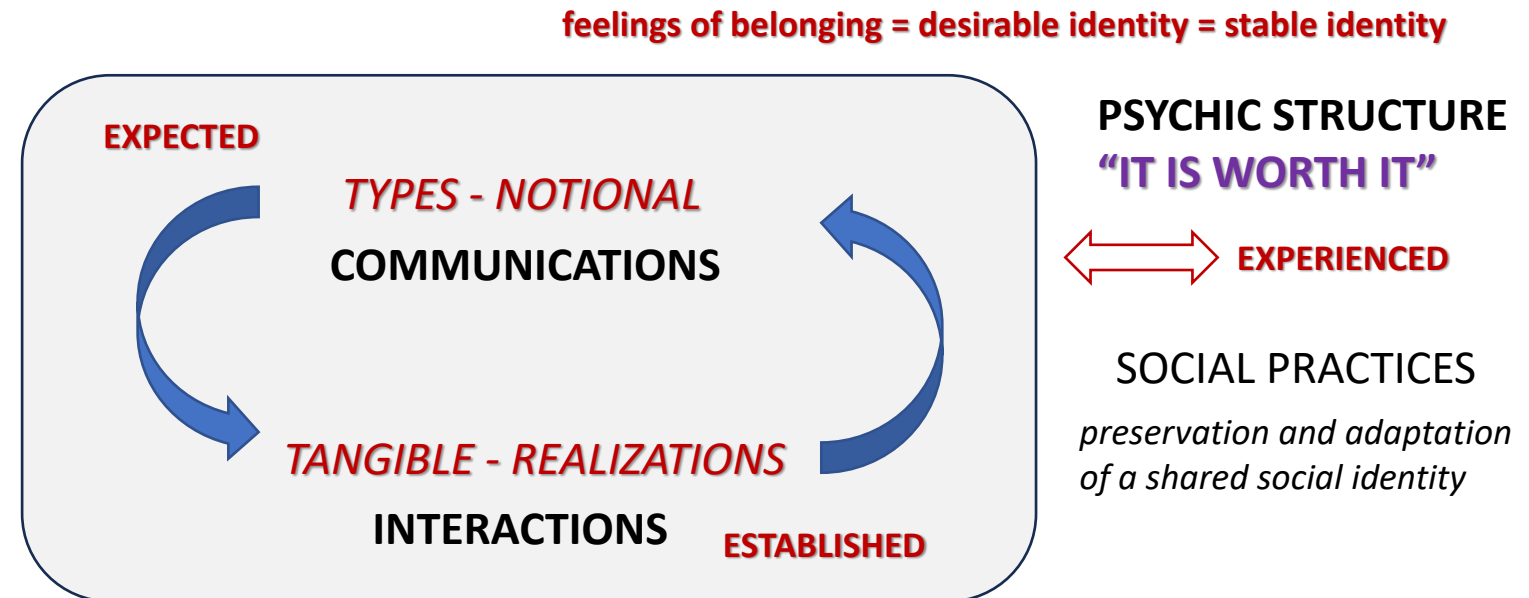 feelings of belonging = desirable identity = stable identity
EXPECTED
TYPES - NOTIONAL
COMMUNICATIONS
TANGIBLE - REALIZATIONS
INTERACTIONS
ESTABLISHED
PSYCHIC STRUCTURE
“IT IS WORTH IT”
EXPERIENCED
SOCIAL PRACTICES
preservation and adaptation
of a shared social identity